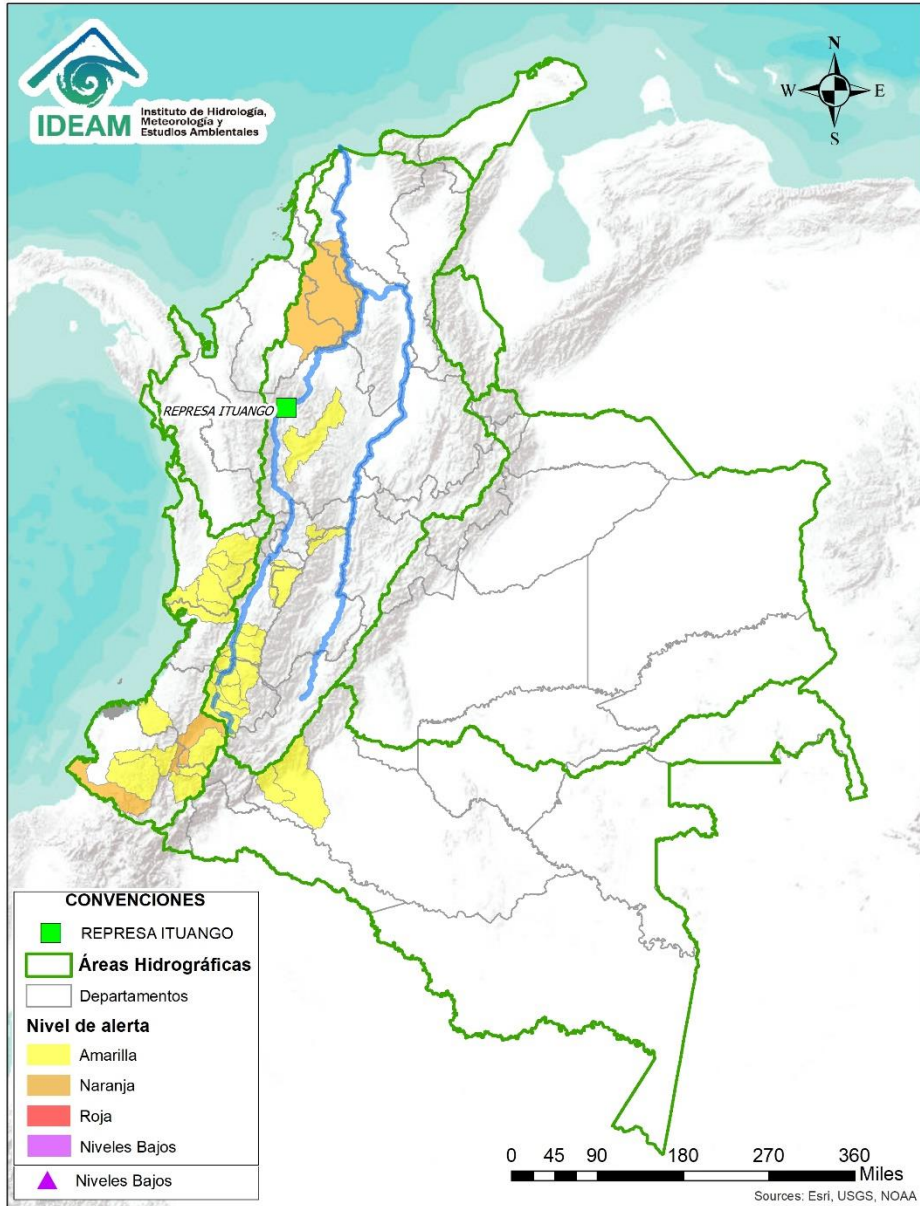 IDEAM
Instituto de Hidrología,
Meteorología y
Estudios Ambientales
N
W
E
S
REPRESA ITUANGO
CONVENCIONES
REPRESA ITUANGO
Áreas Hidrográficas
Departamentos
Nivel de alerta
Amarilla
Naranja
Roja
Niveles Bajos
Niveles Bajos
0 45 90 180 270 360
Miles
Sources: Esri, USGS, NOAA